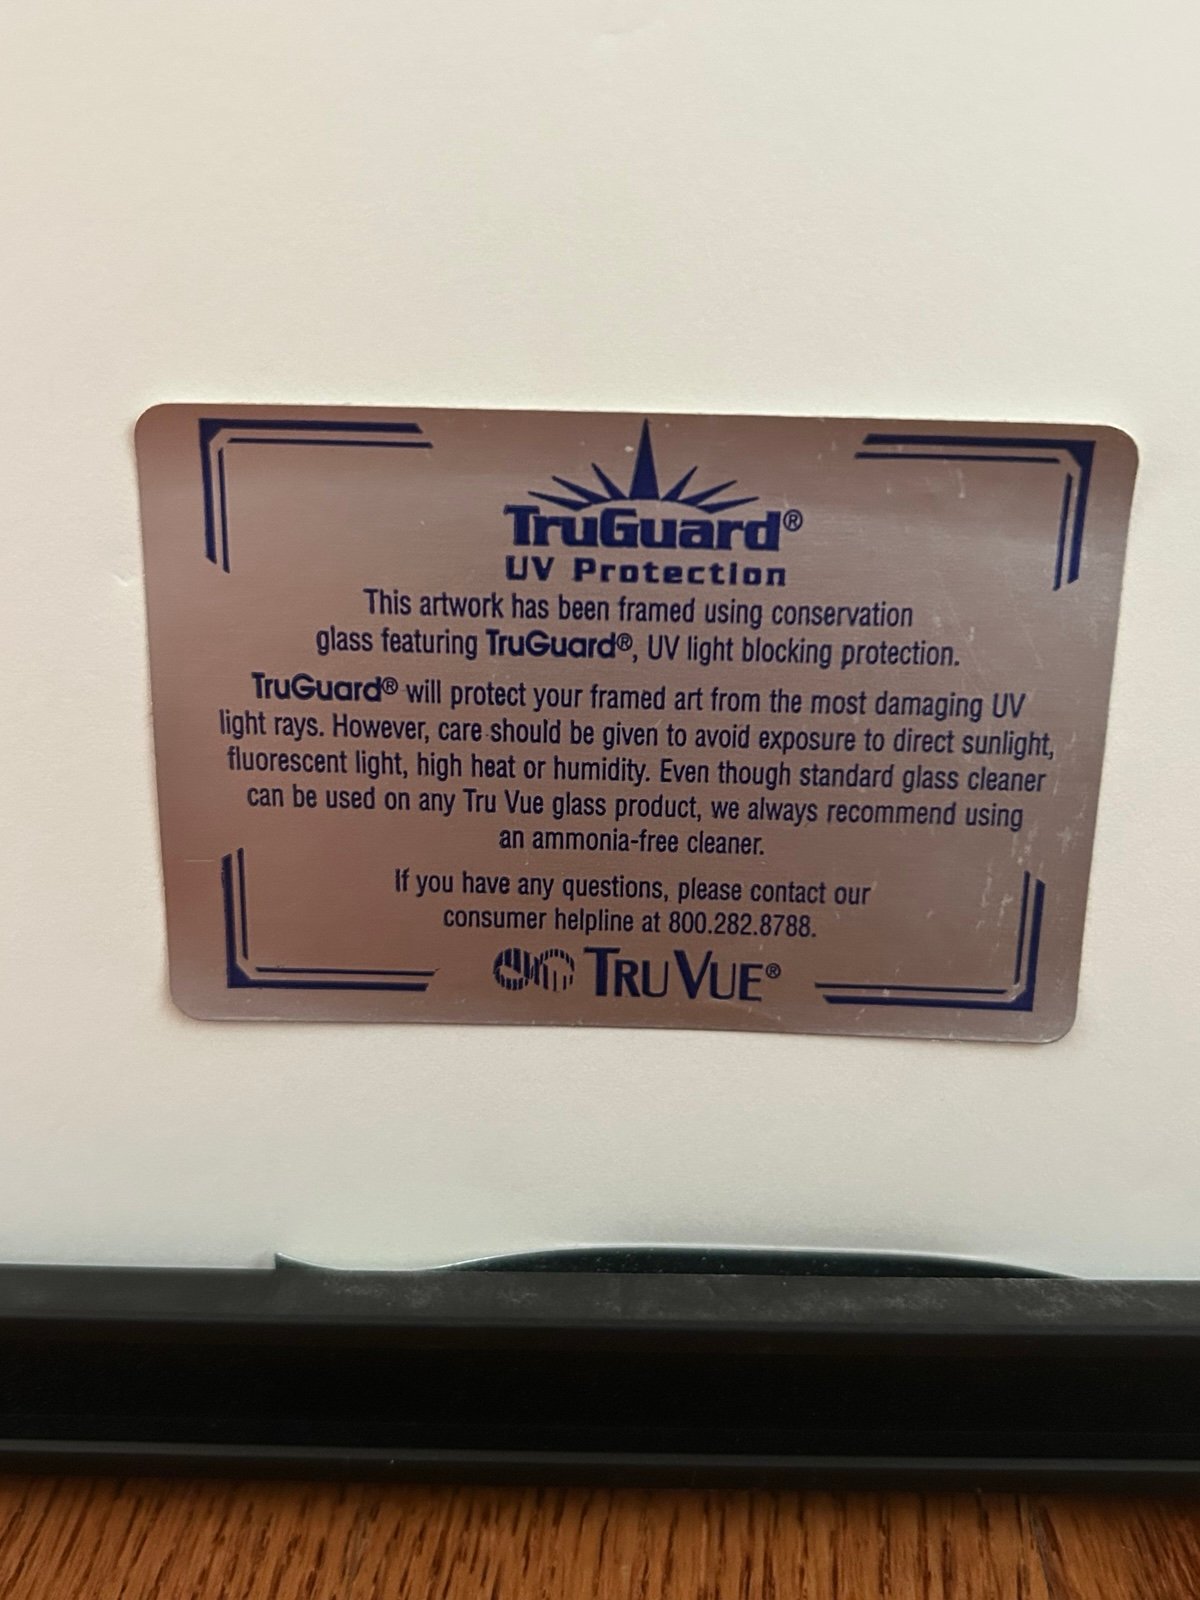 TruGuard®
UV Protection
This artwork has been framed using conservation
glass featuring TruGuard®, UV light blocking protection.
TruGuard® will protect your framed art from the most damaging UV
light rays. However, care should be given to avoid exposure to direct sunlight,
fluorescent light, high heat or humidity. Even though standard glass cleaner
can be used on any Tru Vue glass product, we always recommend using
an ammonia-free cleaner.
If you have any questions, please contact our
consumer helpline at 800.282.8788.
TRU VUE®